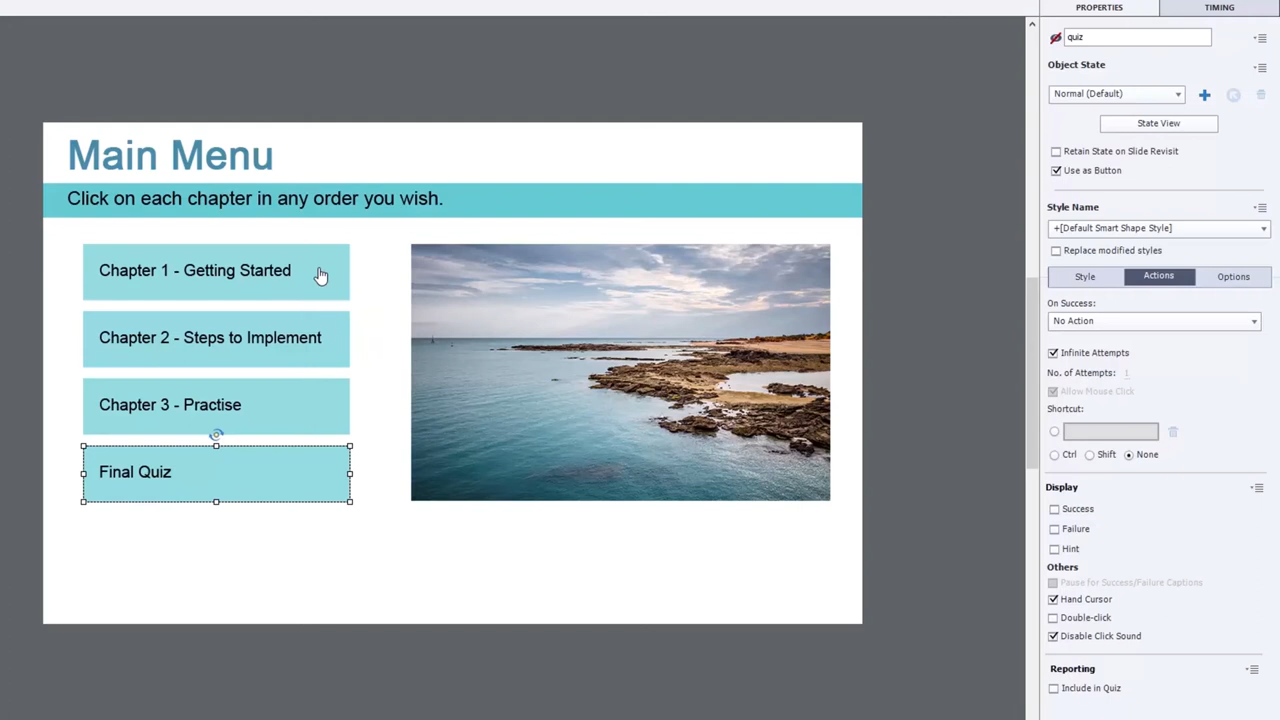 PROPERTIES
TIMING
quiz
Object State
Normal (Default)
State View
Retain State on Slide Revisit
Use as Button
Style Name
+[Default Smart Shape Style]
Replace modified styles
Style
Actions
Options
On Success:
No Action
Infinite Attempts
No. of Attempts: 1
Allow Mouse Click
Shortcut:
Ctrl
Shift
None
Display
Success
Failure
Hint
Others
Pause for Success/Failure Captions
Hand Cursor
Double-click
Disable Click Sound
Reporting
Include in Quiz
Main Menu
Click on each chapter in any order you wish.
Chapter 1 - Getting Started
Chapter 2 - Steps to Implement
Chapter 3 - Practise
Final Quiz